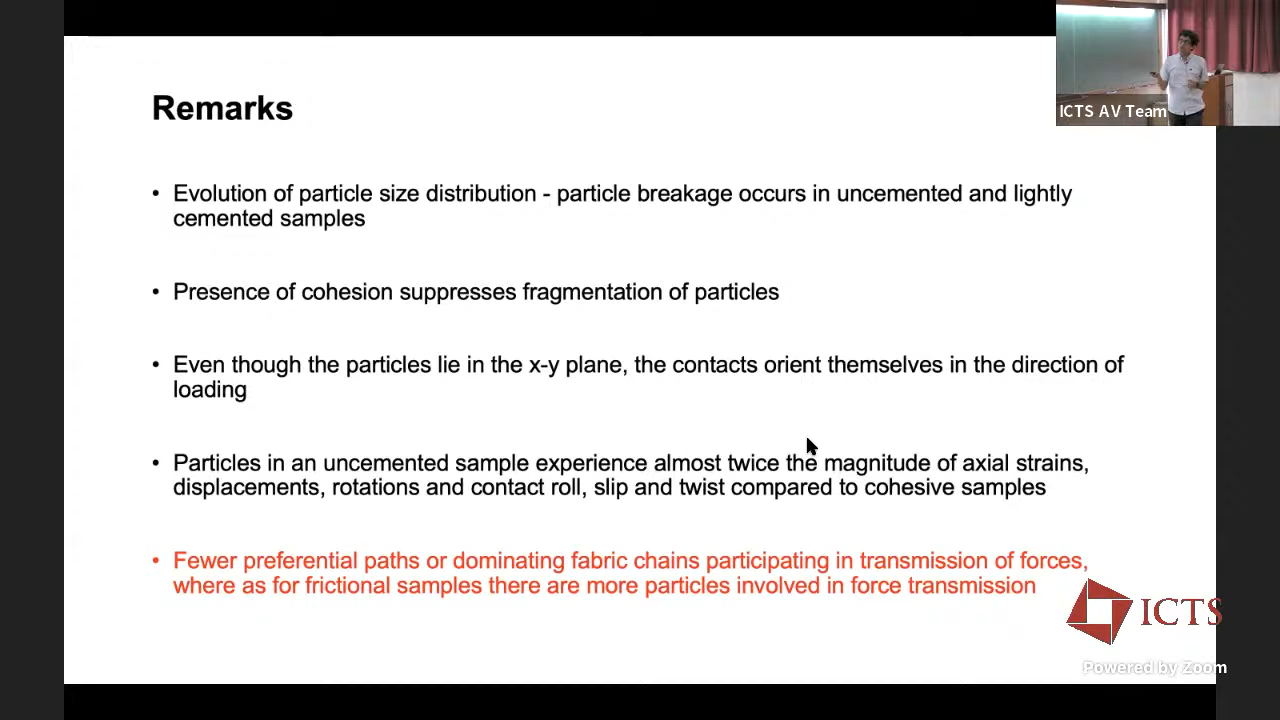 Remarks
• Evolution of particle size distribution - particle breakage occurs in uncemented and lightly
cemented samples
• Presence of cohesion suppresses fragmentation of particles
• Even though the particles lie in the x-y plane, the contacts orient themselves in the direction of
loading
• Particles in an uncemented sample experience almost twice the magnitude of axial strains,
displacements, rotations and contact roll, slip and twist compared to cohesive samples
• Fewer preferential paths or dominating fabric chains participating in transmission of forces,
where as for frictional samples there are more particles involved in force transmission
ICTS AV Team
ICTS
Powered by Zoom